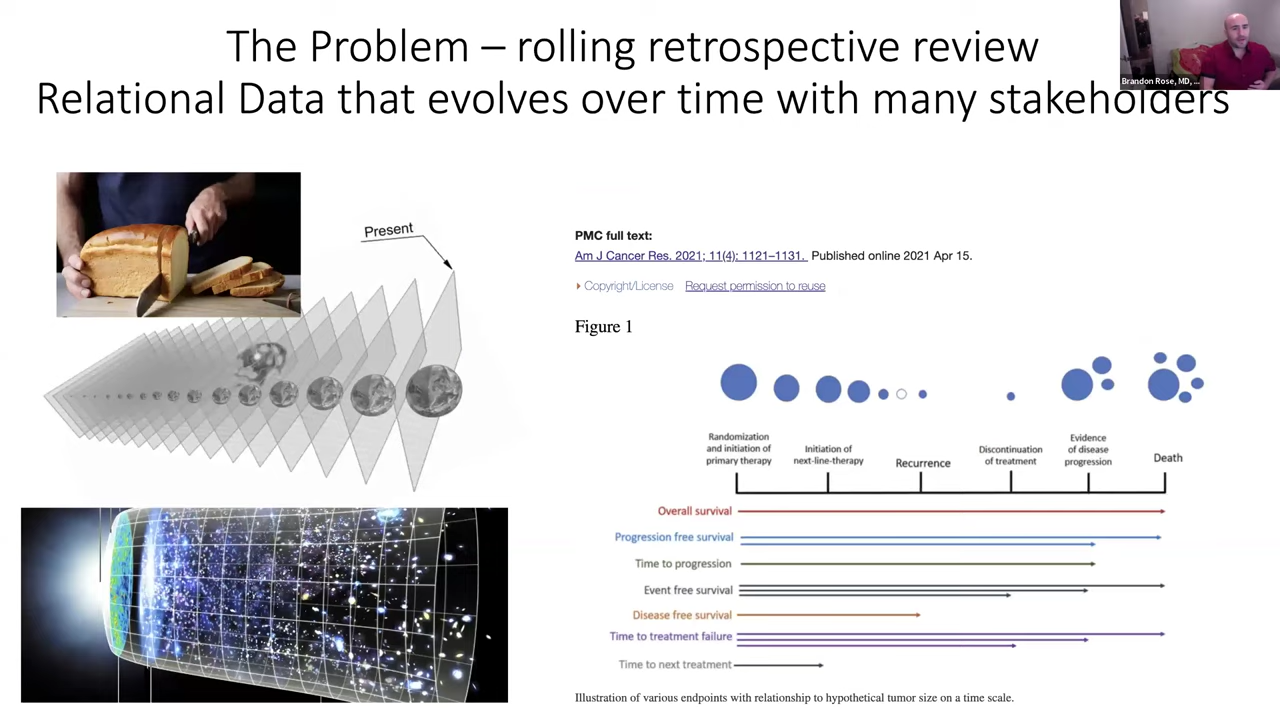 The Problem – rolling retrospective review
Relational Data that evolves over time with many stakeholders
Brandon Rose, MD, ...
Present
PMC full text:
Am J Cancer Res. 2021; 11(4): 1121–1131. Published online 2021 Apr 15.
Copyright/License Request permission to reuse
Figure 1
Randomization
and initiation of
primary therapy
Initiation of
next-line-therapy
Recurrence
Discontinuation
of treatment
Evidence
of disease
progression
Death
Overall survival
Progression free survival
Time to progression
Event free survival
Disease free survival
Time to treatment failure
Time to next treatment
Illustration of various endpoints with relationship to hypothetical tumor size on a time scale.